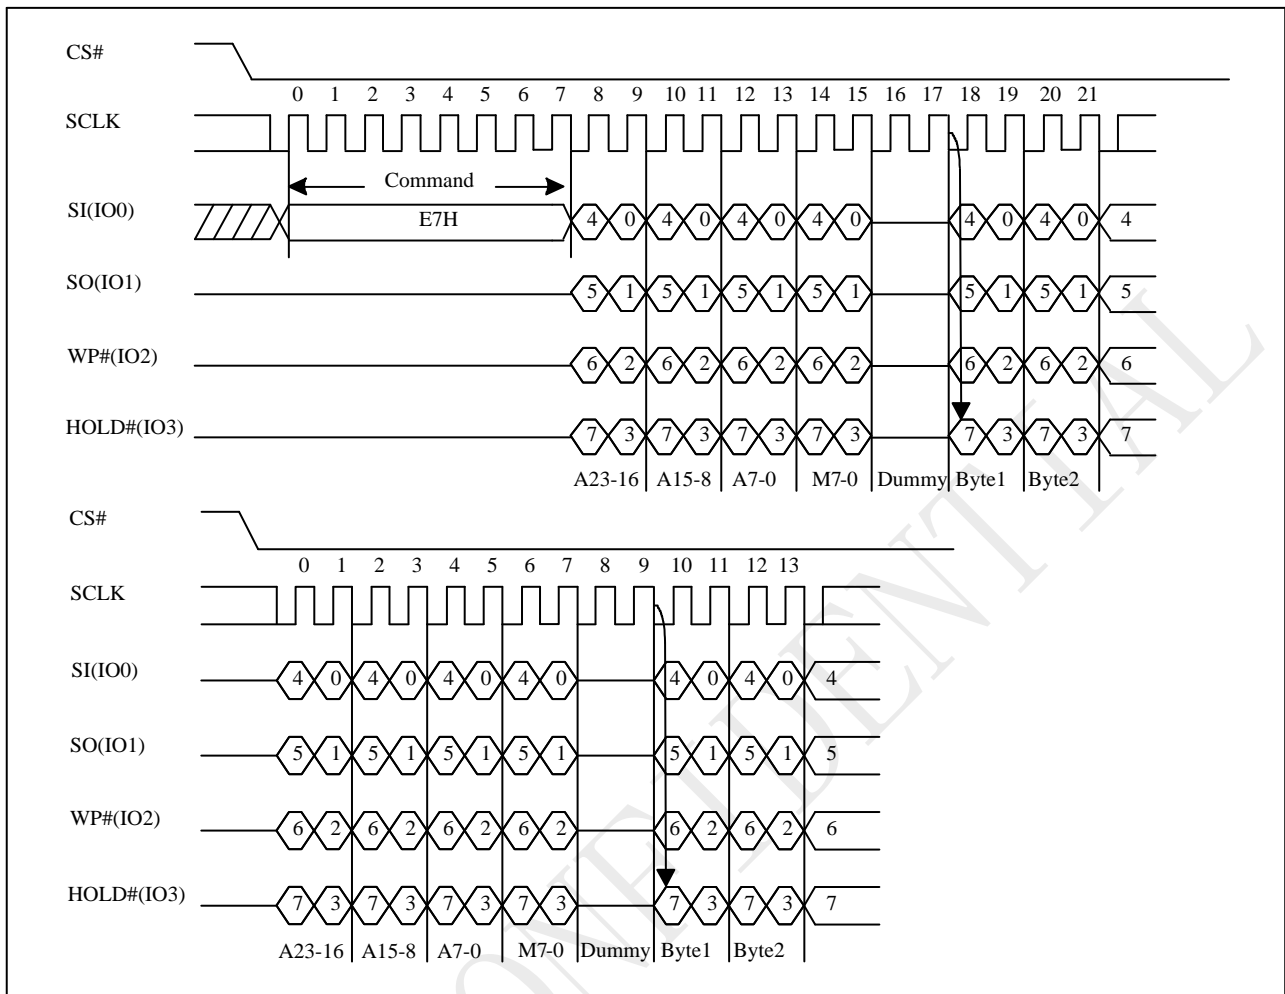 CS#
0 1 2 3 4 5 6 7 8 9 10 11 12 13 14 15 16 17 18 19 20 21
SCLK
Command
SI(IO0) E7H 4 0 4 0 4 0 4 0 4 0 4 0 4
SO(IO1) 5 1 5 1 5 1 5 1 5 1 5 1 5
WP#(IO2) 6 2 6 2 6 2 6 2 6 2 6 2 6
HOLD#(IO3) 7 3 7 3 7 3 7 3 7 3 7 3 7
A23-16 A15-8 A7-0 M7-0 Dummy Byte1 Byte2
CS#
0 1 2 3 4 5 6 7 8 9 10 11 12 13
SCLK
SI(IO0) 4 0 4 0 4 0 4 0 4 0 4 0 4
SO(IO1) 5 1 5 1 5 1 5 1 5 1 5 1 5
WP#(IO2) 6 2 6 2 6 2 6 2 6 2 6 2 6
HOLD#(IO3) 7 3 7 3 7 3 7 3 7 3 7 3 7
A23-16 A15-8 A7-0 M7-0 Dummy Byte1 Byte2
ONFIDENTIAL